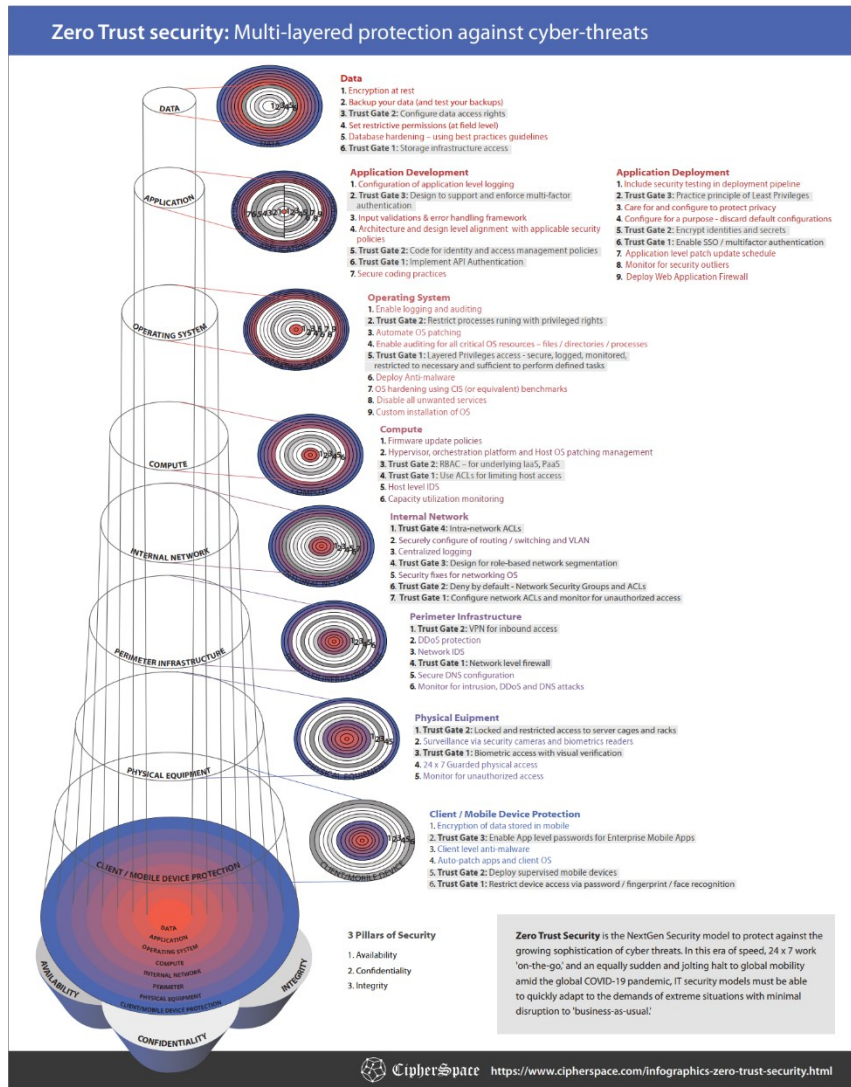 Zero Trust security: Multi-layered protection against cyber-threats
DATA
Data
1. Encryption at rest
2. Backup your data (and test your backups)
3. Trust Gate 2: Configure data access rights
4. Set restrictive permissions (at field level)
5. Database hardening – using best practices guidelines
6. Trust Gate 1: Storage infrastructure access
APPLICATION
Application Development
1. Configuration of application level logging
2. Trust Gate 3: Design to support and enforce multi-factor
authentication
3. Input validations & error handling framework
4. Architecture and design level alignment with applicable security
policies
5. Trust Gate 2: Code for identity and access management policies
6. Trust Gate 1: Implement API Authentication
7. Secure coding practices
Application Deployment
1. Include security testing in deployment pipeline
2. Trust Gate 3: Practice principle of Least Privileges
3. Care for and configure to protect privacy
4. Configure for a purpose - discard default configurations
5. Trust Gate 2: Encrypt identities and secrets
6. Trust Gate 1: Enable SSO / multifactor authentication
7. Application level patch update schedule
8. Monitor for security outliers
9. Deploy Web Application Firewall
OPERATING SYSTEM
Operating System
1. Enable logging and auditing
2. Trust Gate 2: Restrict processes runing with privileged rights
3. Automate OS patching
4. Enable auditing for all critical OS resources – files / directories / processes
5. Trust Gate 1: Layered Privileges access - secure, logged, monitored,
restricted to necessary and sufficient to perform defined tasks
6. Deploy Anti-malware
7. OS hardening using CIS (or equivalent) benchmarks
8. Disable all unwanted services
9. Custom installation of OS
COMPUTE
COMPUTE
Compute
1. Firmware update policies
2. Hypervisor, orchestration platform and Host OS patching management
3. Trust Gate 2: RBAC – for underlying IaaS, PaaS
4. Trust Gate 1: Use ACLs for limiting host access
5. Host level IDS
6. Capacity utilization monitoring
INTERNAL NETWORK
Internal Network
1. Trust Gate 4: Intra-network ACLs
2. Securely configure of routing / switching and VLAN
3. Centralized logging
4. Trust Gate 3: Design for role-based network segmentation
5. Security fixes for networking OS
6. Trust Gate 2: Deny by default - Network Security Groups and ACLs
7. Trust Gate 1: Configure network ACLs and monitor for unauthorized access
PERIMETER INFRASTRUCTURE
Perimeter Infrastructure
1. Trust Gate 2: VPN for inbound access
2. DDoS protection
3. Network IDS
4. Trust Gate 1: Network level firewall
5. Secure DNS configuration
6. Monitor for intrusion, DDoS and DNS attacks
PHYSICAL EQUIPMENT
PHYSICAL EQUIPMENT
Physical Euipment
1. Trust Gate 2: Locked and restricted access to server cages and racks
2. Surveillance via security cameras and biometrics readers
3. Trust Gate 1: Biometric access with visual verification
4. 24 x 7 Guarded physical access
5. Monitor for unauthorized access
CLIENT / MOBILE DEVICE PROTECTION
CLIENT/MOBILE DEVICE
Client / Mobile Device Protection
1. Encryption of data stored in mobile
2. Trust Gate 3: Enable App level passwords for Enterprise Mobile Apps
3. Client level anti-malware
4. Auto-patch apps and client OS
5. Trust Gate 2: Deploy supervised mobile devices
6. Trust Gate 1: Restrict device access via password / fingerprint / face recognition
DATA
APPLICATION
OPERATING SYSTEM
COMPUTE
INTERNAL NETWORK
PERIMETER
PHYSICAL EQUIPMENT
CLIENT/MOBILE DEVICE PROTECTION
AVAILABILITY
CONFIDENTIALITY
INTEGRITY
3 Pillars of Security
1. Availability
2. Confidentiality
3. Integrity
Zero Trust Security is the NextGen Security model to protect against the
growing sophistication of cyber threats. In this era of speed, 24 x 7 work
'on-the-go,' and an equally sudden and jolting halt to global mobility
amid the global COVID-19 pandemic, IT security models must be able
to quickly adapt to the demands of extreme situations with minimal
disruption to 'business-as-usual.'
CipherSpace https://www.cipherspace.com/infographics-zero-trust-security.html